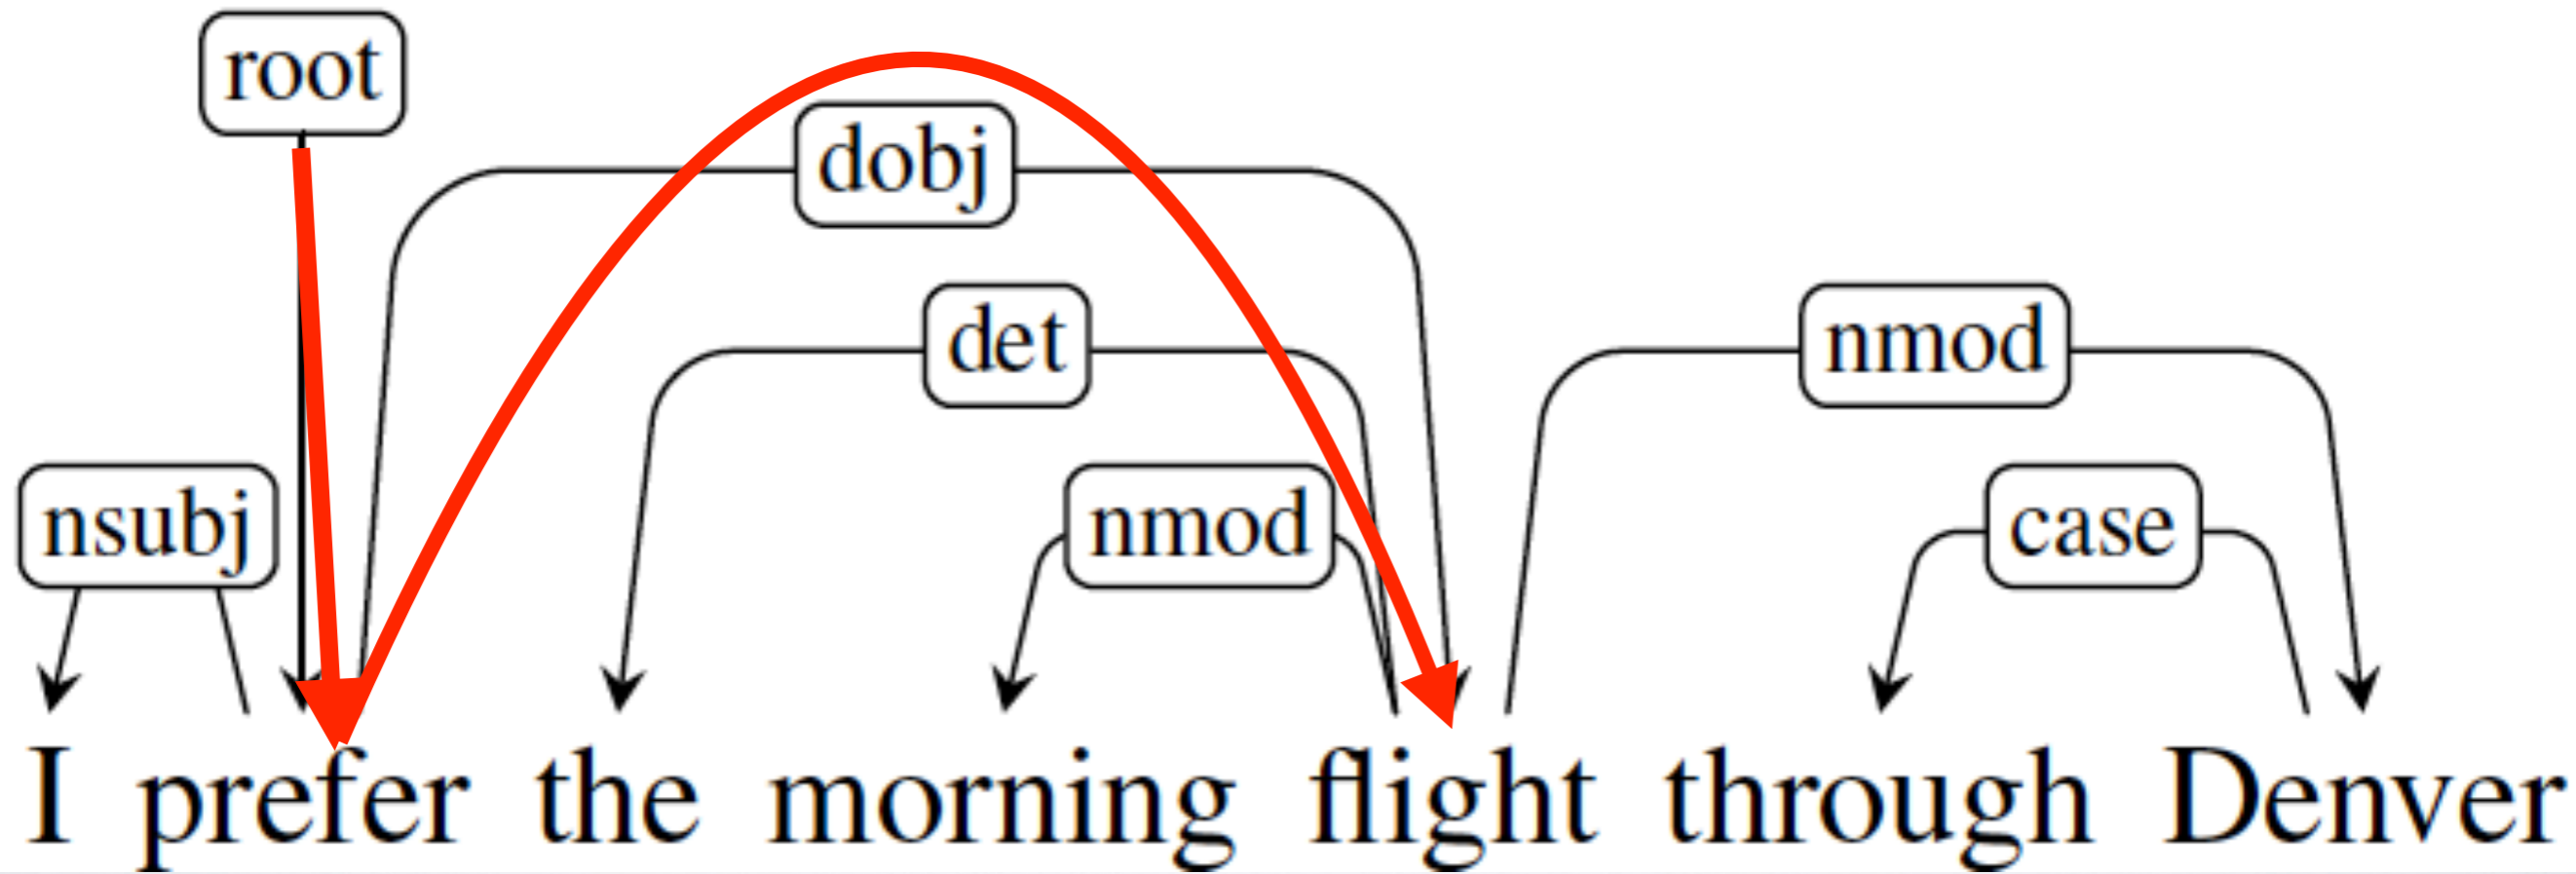 root
dobj
det
nmod
nsubj
nmod
case
I prefer the morning flight through Denver